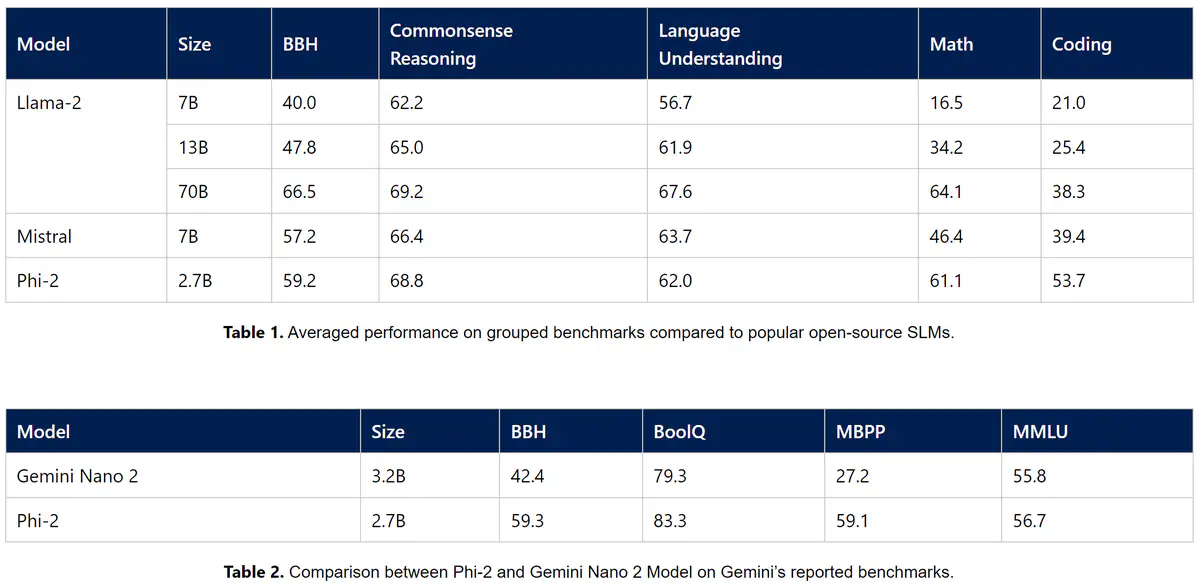 Model Size BBH Commonsense Reasoning Language Understanding Math Coding
Llama-2 7B 40.0 62.2 56.7 16.5 21.0
13B 47.8 65.0 61.9 34.2 25.4
70B 66.5 69.2 67.6 64.1 38.3
Mistral 7B 57.2 66.4 63.7 46.4 39.4
Phi-2 2.7B 59.2 68.8 62.0 61.1 53.7
Table 1. Averaged performance on grouped benchmarks compared to popular open-source SLMs.
Model Size BBH BoolQ MBPP MMLU
Gemini Nano 2 3.2B 42.4 79.3 27.2 55.8
Phi-2 2.7B 59.3 83.3 59.1 56.7
Table 2. Comparison between Phi-2 and Gemini Nano 2 Model on Gemini’s reported benchmarks.